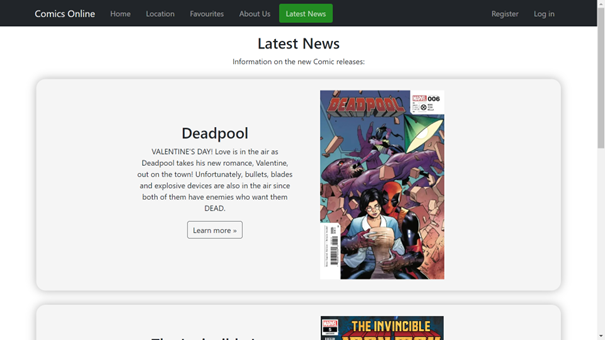 Comics Online Home Location Favourites About Us Latest News Register Log in
Latest News
Information on the new Comic releases:
Deadpool
VALENTINE'S DAY! Love is in the air as
Deadpool takes his new romance, Valentine,
out on the town! Unfortunately, bullets, blades
and explosive devices are also in the air since
both of them have enemies who want them
DEAD.
Learn more »
MARVEL 006
DEADPOOL
MARVEL
1
THE INVINCIBLE